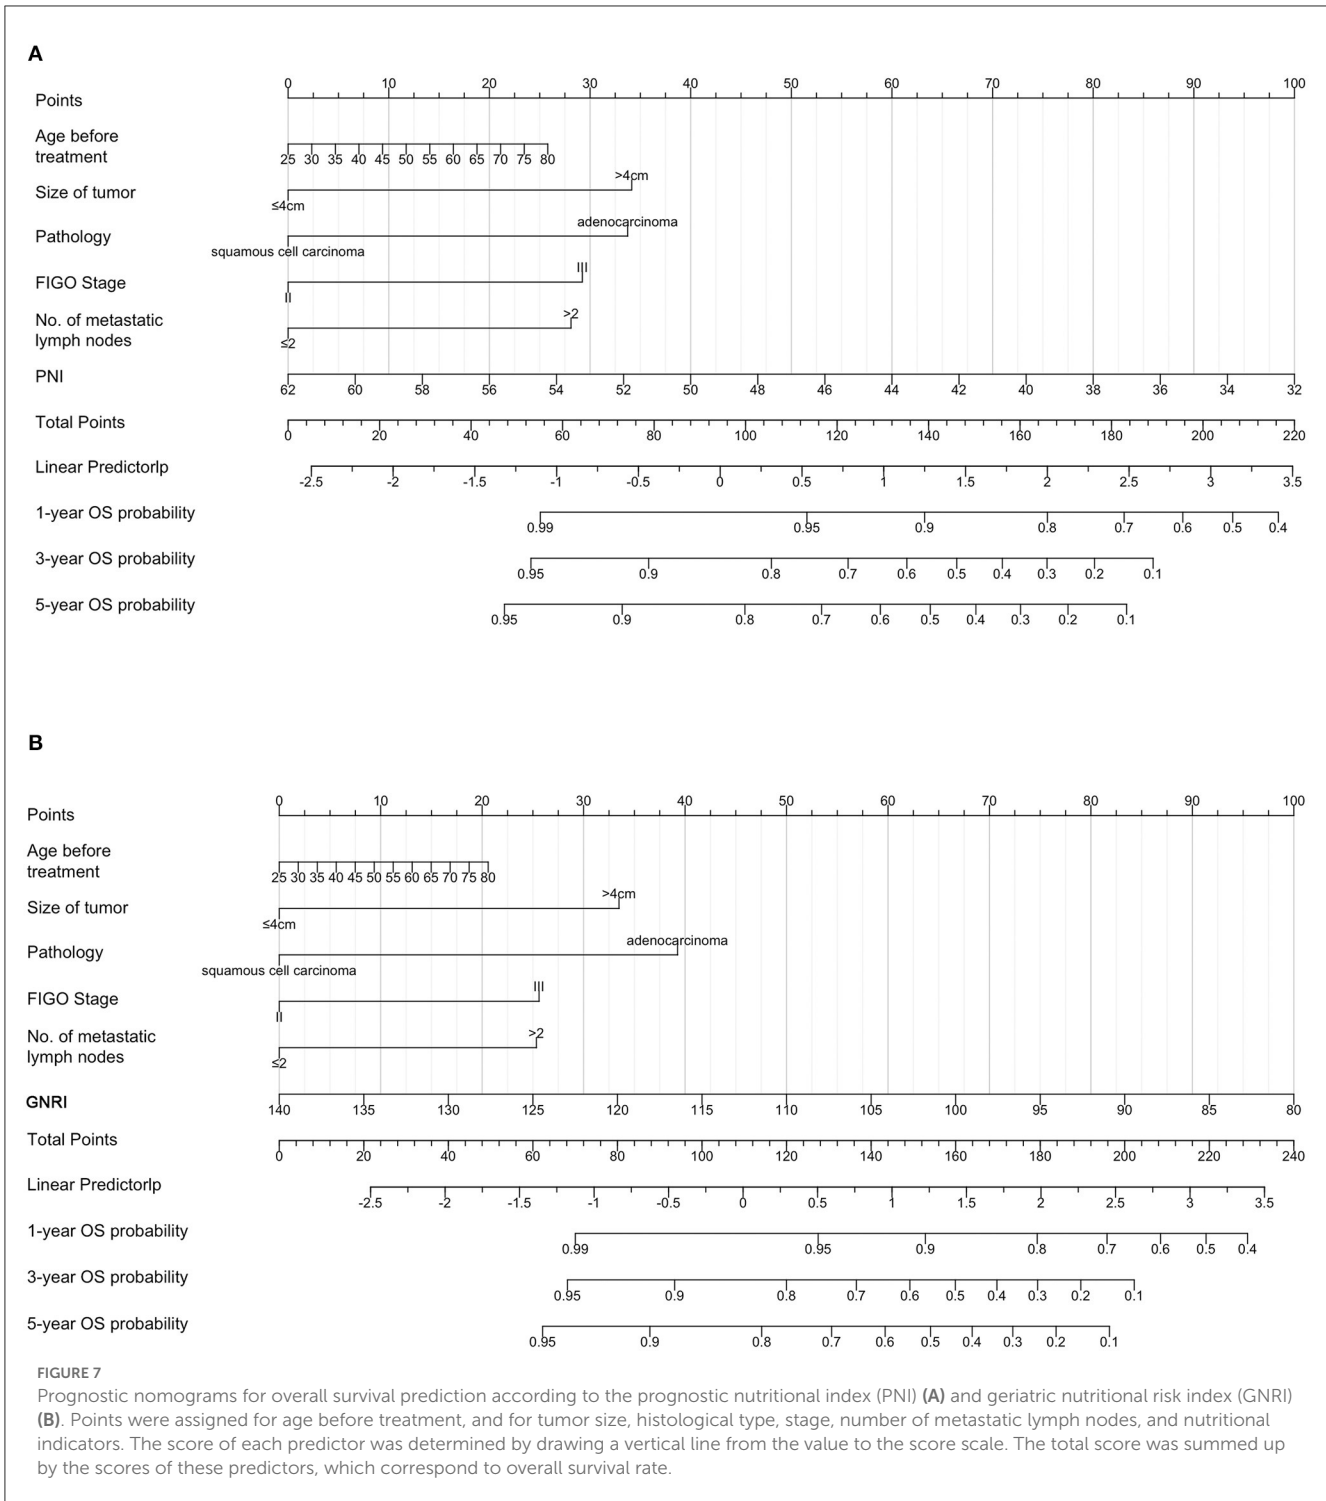 A
0 10 20 30 40 50 60 70 80 90 100
Points
Age before
treatment
25 30 35 40 45 50 55 60 65 70 75 80
>4cm
Size of tumor
≤4cm
adenocarcinoma
Pathology
squamous cell carcinoma
III
FIGO Stage
II
No. of metastatic
>2
lymph nodes
≤2
PNI
62 60 58 56 54 52 50 48 46 44 42 40 38 36 34 32
Total Points
0 20 40 60 80 100 120 140 160 180 200 220
Linear Predictorlp
-2.5 -2 -1.5 -1 -0.5 0 0.5 1 1.5 2 2.5 3 3.5
1-year OS probability
0.99 0.95 0.9 0.8 0.7 0.6 0.5 0.4
3-year OS probability
0.95 0.9 0.8 0.7 0.6 0.5 0.4 0.3 0.2 0.1
5-year OS probability
0.95 0.9 0.8 0.7 0.6 0.5 0.4 0.3 0.2 0.1
B
0 10 20 30 40 50 60 70 80 90 100
Points
Age before
treatment
25 30 35 40 45 50 55 60 65 70 75 80
>4cm
Size of tumor
≤4cm
adenocarcinoma
Pathology
squamous cell carcinoma
III
FIGO Stage
II
No. of metastatic
>2
lymph nodes
≤2
GNRI
140 135 130 125 120 115 110 105 100 95 90 85 80
Total Points
0 20 40 60 80 100 120 140 160 180 200 220 240
Linear Predictorlp
-2.5 -2 -1.5 -1 -0.5 0 0.5 1 1.5 2 2.5 3 3.5
1-year OS probability
0.99 0.95 0.9 0.8 0.7 0.6 0.5 0.4
3-year OS probability
0.95 0.9 0.8 0.7 0.6 0.5 0.4 0.3 0.2 0.1
5-year OS probability
0.95 0.9 0.8 0.7 0.6 0.5 0.4 0.3 0.2 0.1
FIGURE 7
Prognostic nomograms for overall survival prediction according to the prognostic nutritional index (PNI) (A) and geriatric nutritional risk index (GNRI)
(B). Points were assigned for age before treatment, and for tumor size, histological type, stage, number of metastatic lymph nodes, and nutritional
indicators. The score of each predictor was determined by drawing a vertical line from the value to the score scale. The total score was summed up
by the scores of these predictors, which correspond to overall survival rate.